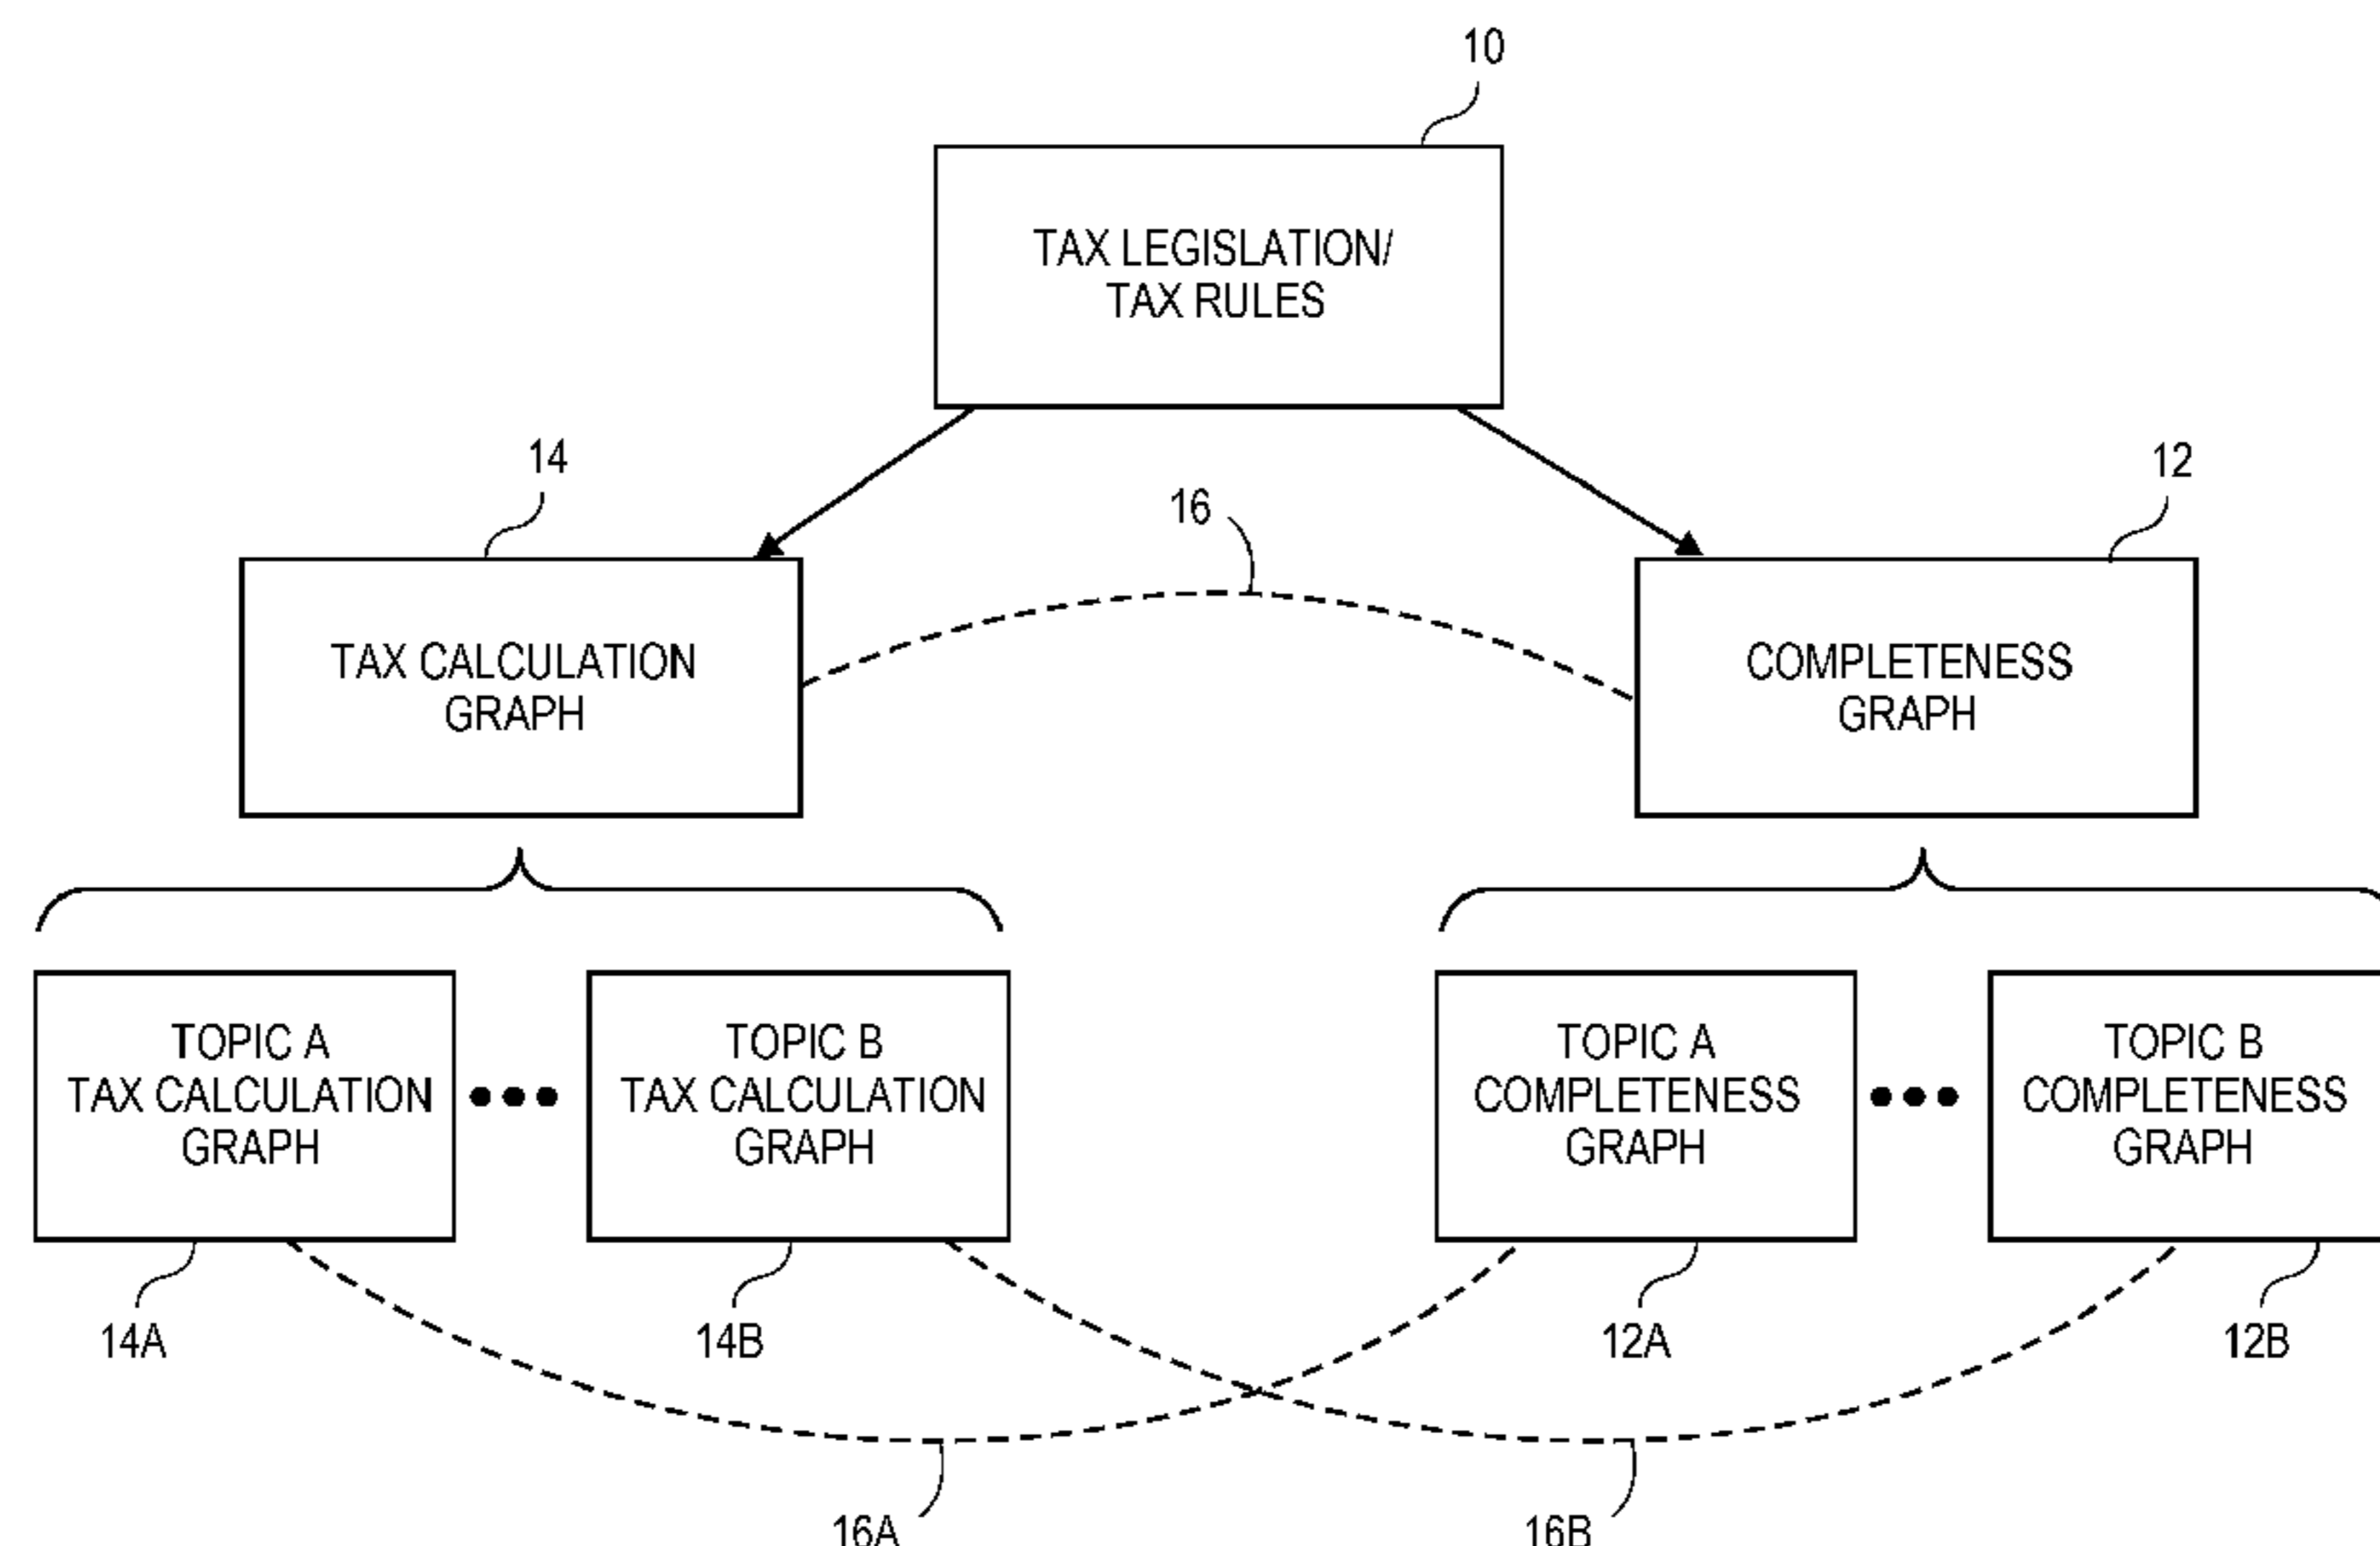 10
TAX LEGISLATION/
TAX RULES
14
16
12
TAX CALCULATION
GRAPH
COMPLETENESS
GRAPH
TOPIC A
TAX CALCULATION
GRAPH
TOPIC B
TAX CALCULATION
GRAPH
TOPIC A
COMPLETENESS
GRAPH
TOPIC B
COMPLETENESS
GRAPH
14A
14B
12A
12B
16A
16B